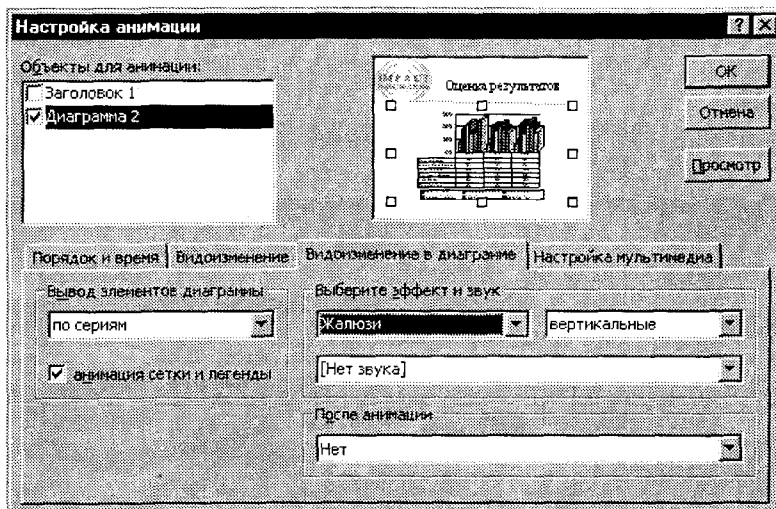 Настройка анимации
Объекты для анимации:
Заголовок 1
Диаграмма 2
IMPACT
Оценка результатов
ОК
Отмена
Просмотр
Порядок и время
Видоизменение
Видоизменение в диаграмме
Настройка мультимедиа
Вывод элементов диаграммы
по сериям
анимация сетки и легенды
Выберите эффект и звук
Жалюзи
вертикальные
[Нет звука]
После анимации
Нет